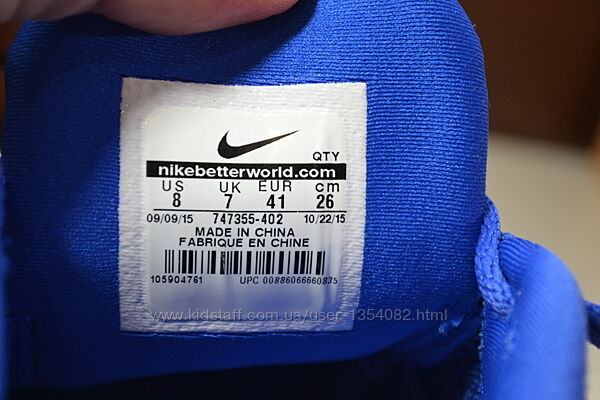 QTY
nikebetterworld.com
US UK EUR cm
8 7 41 26
09/09/15 747355-402 10/22/15
MADE IN CHINA
FABRIQUE EN CHINE
105904761 UPC 00886066660835
www.kidstaff.com.ua/user-1354082.html